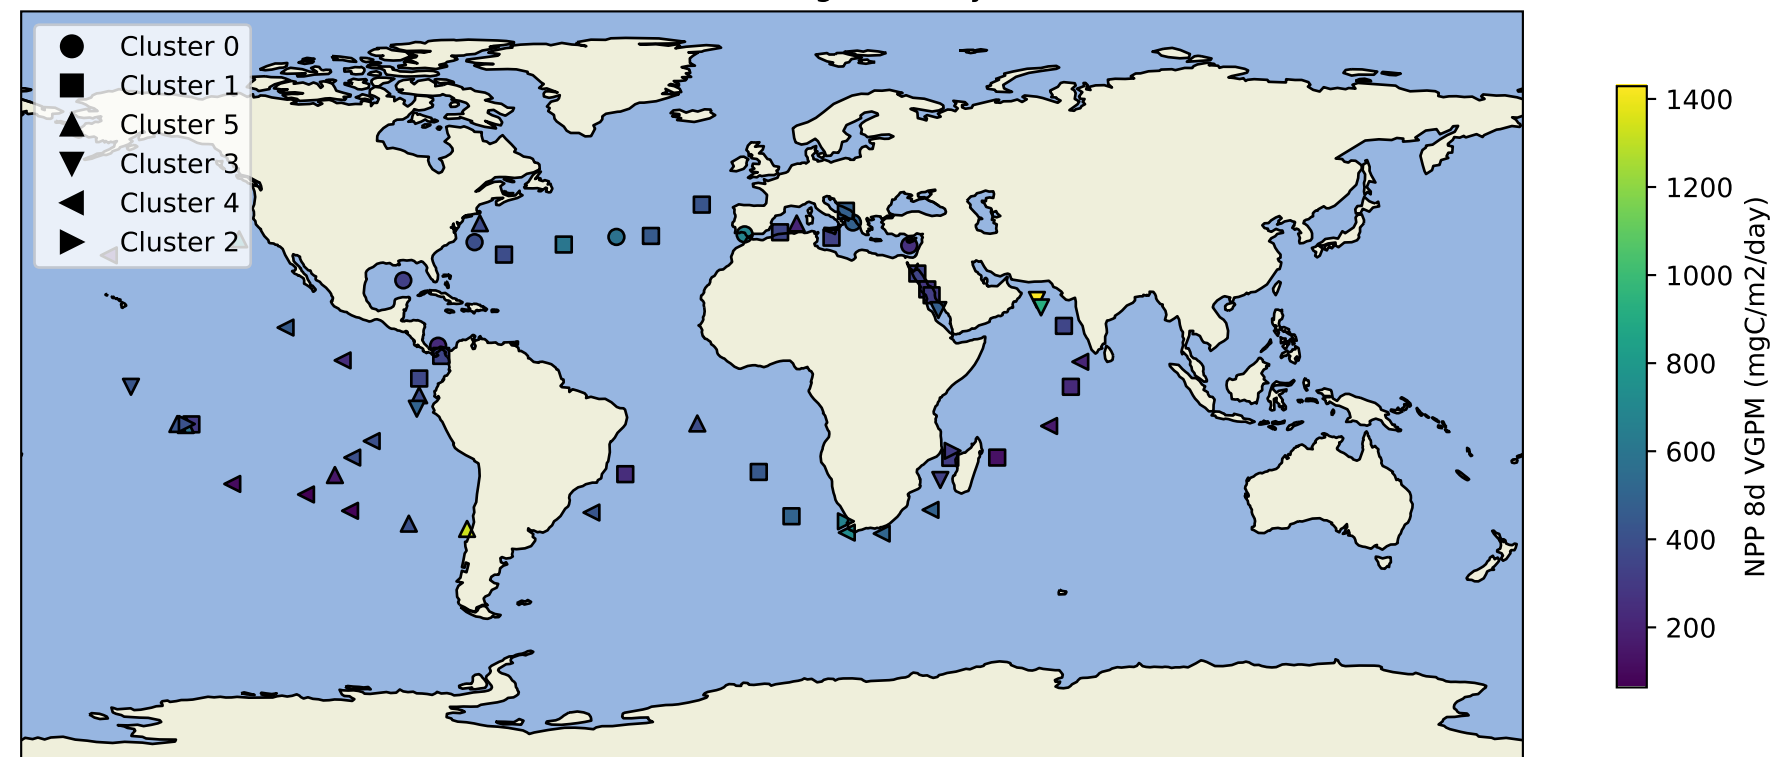 Cluster 0
Cluster 1
Cluster 5
Cluster 3
Cluster 4
Cluster 2
1400
1200
1000
800
600
400
200
NPP 8d VGPM (mgC/m2/day)